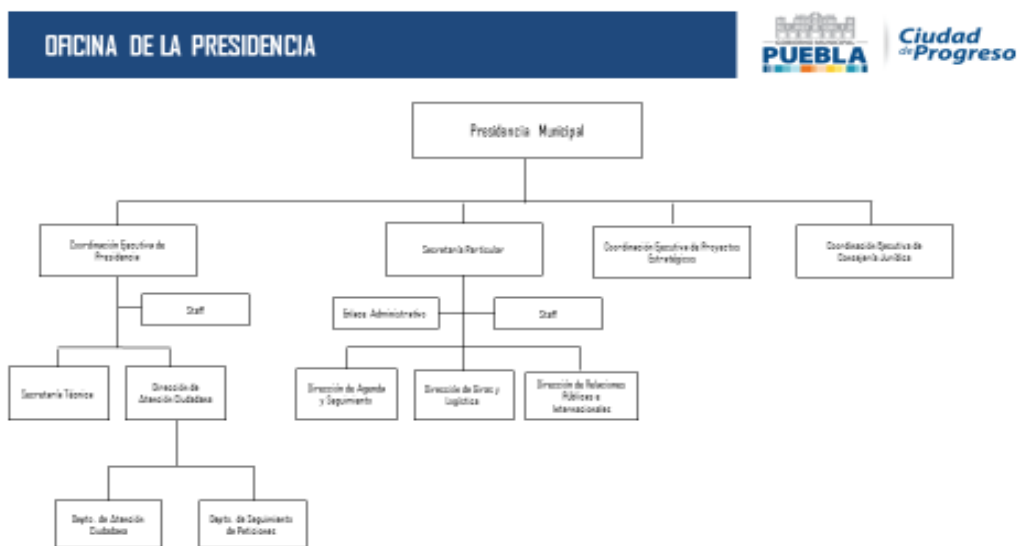 OFICINA DE LA PRESIDENCIA
PUEBLA
Ciudad
de Progreso
Presidencia Municipal
Coordinación Ejecutiva de
Presidencia
Secretaría Particular
Coordinación Ejecutiva de Proyectos
Estratégicos
Coordinación Ejecutiva de
Consejería Jurídica
Staff
Enlace Administrativo
Staff
Secretaría Técnica
Dirección de
Atención Ciudadana
Dirección de Agenda
y Seguimiento
Dirección de Giras y
Logística
Dirección de Relaciones
Públicas e
Internacionales
Depto. de Atención
Ciudadana
Depto. de Seguimiento
de Peticiones